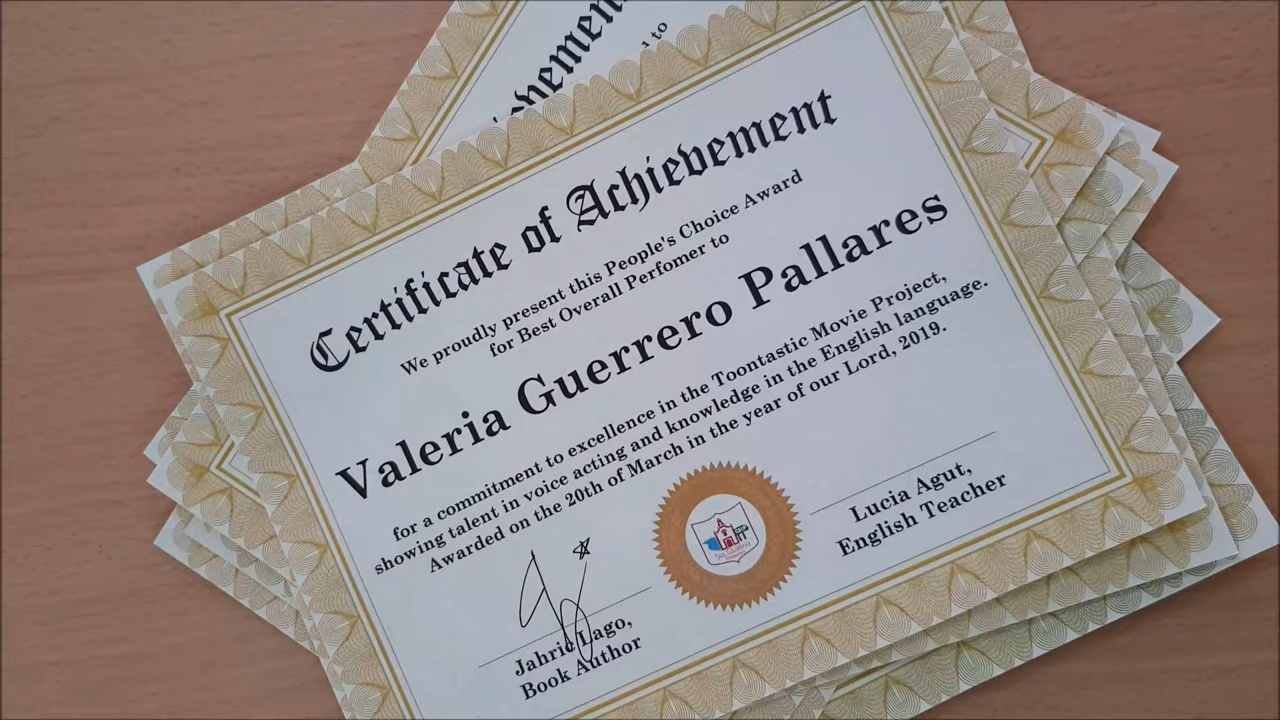 hievement
to
Certificate of Achievement
We proudly present this People's Choice Award
for Best Overall Perfomer to
Valeria Guerrero Pallares
for a commitment to excellence in the Toontastic Movie Project,
showing talent in voice acting and knowledge in the English language.
Awarded on the 20th of March in the year of our Lord, 2019.
Jahric Lago,
Book Author
Lucia Agut,
English Teacher